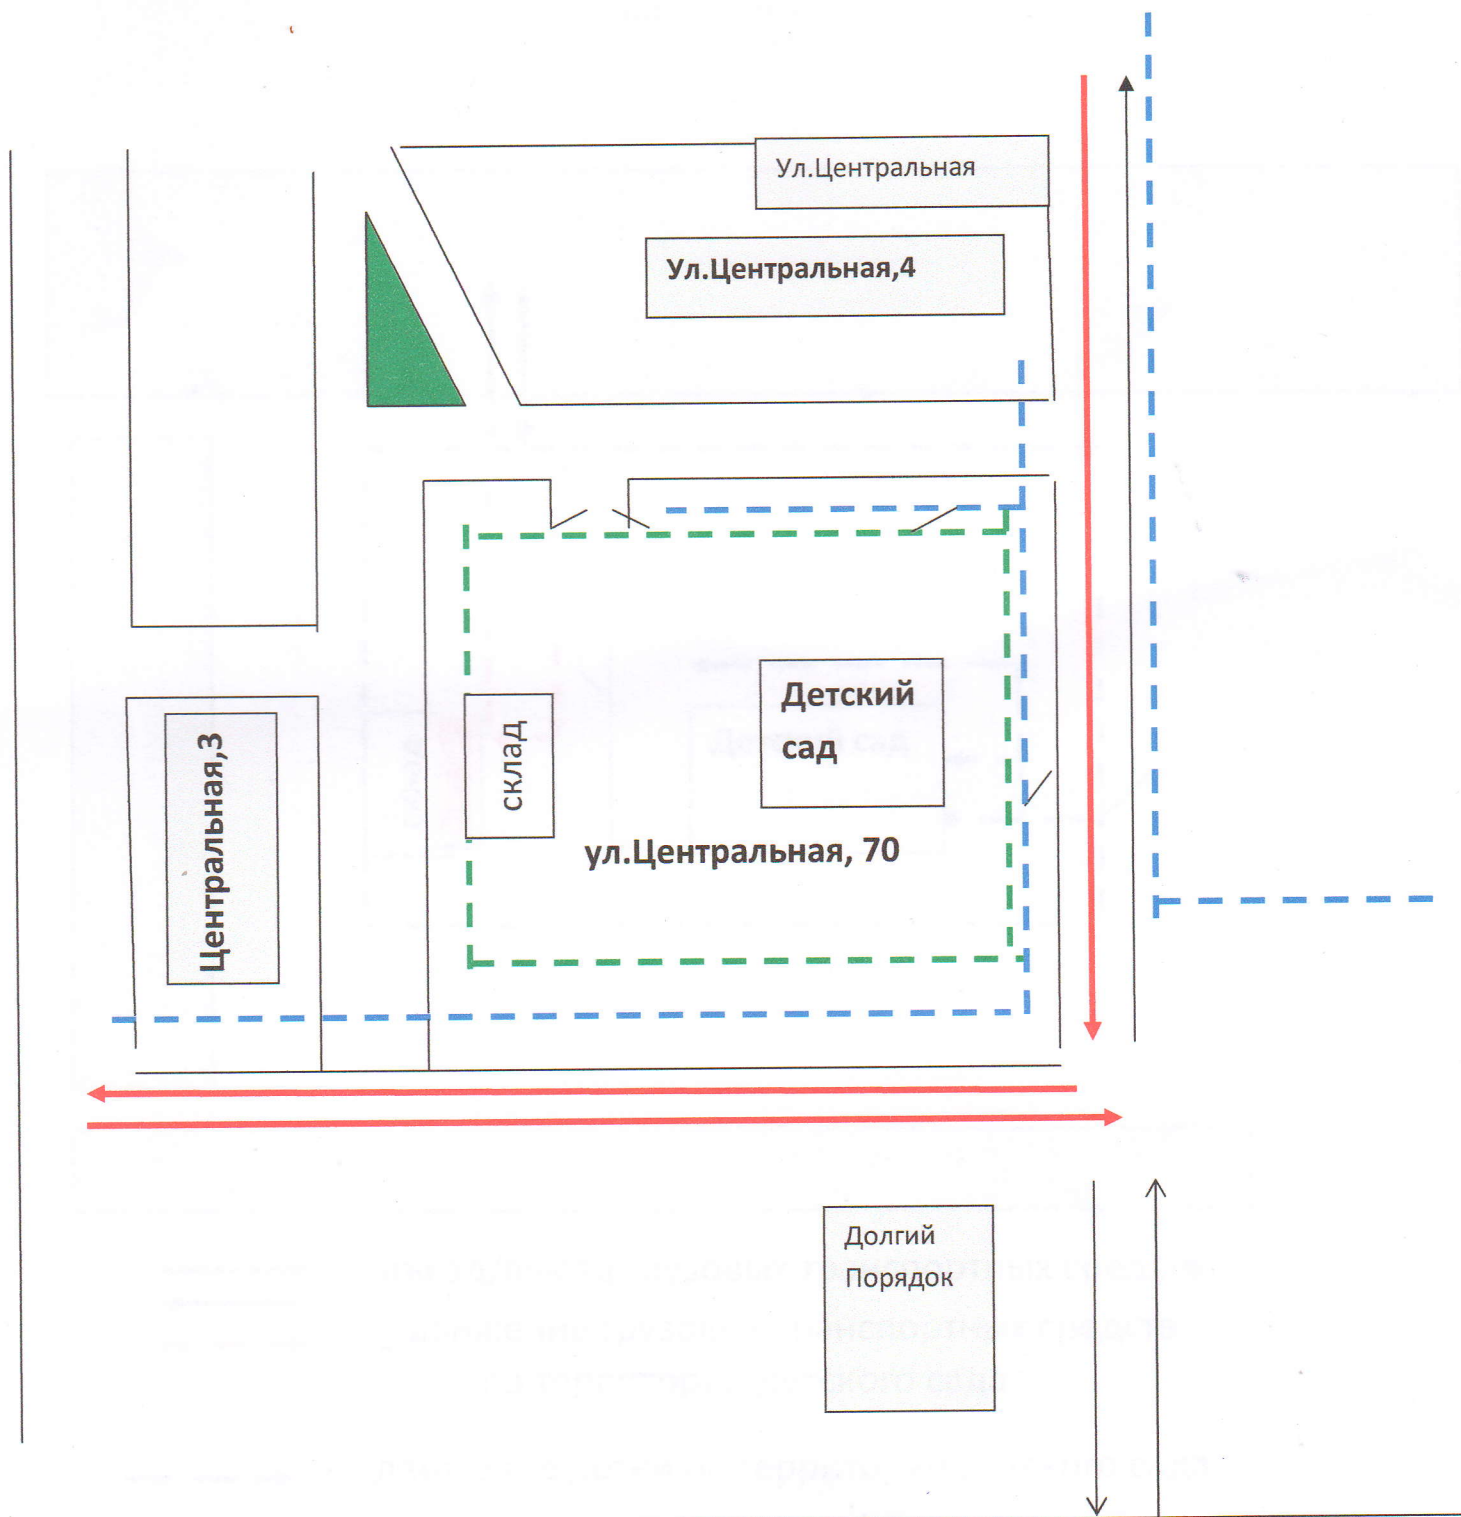 Ул.Центральная
Ул.Центральная,4
Детский
сад
склад
Центральная,3
ул.Центральная, 70
Долгий
Порядок